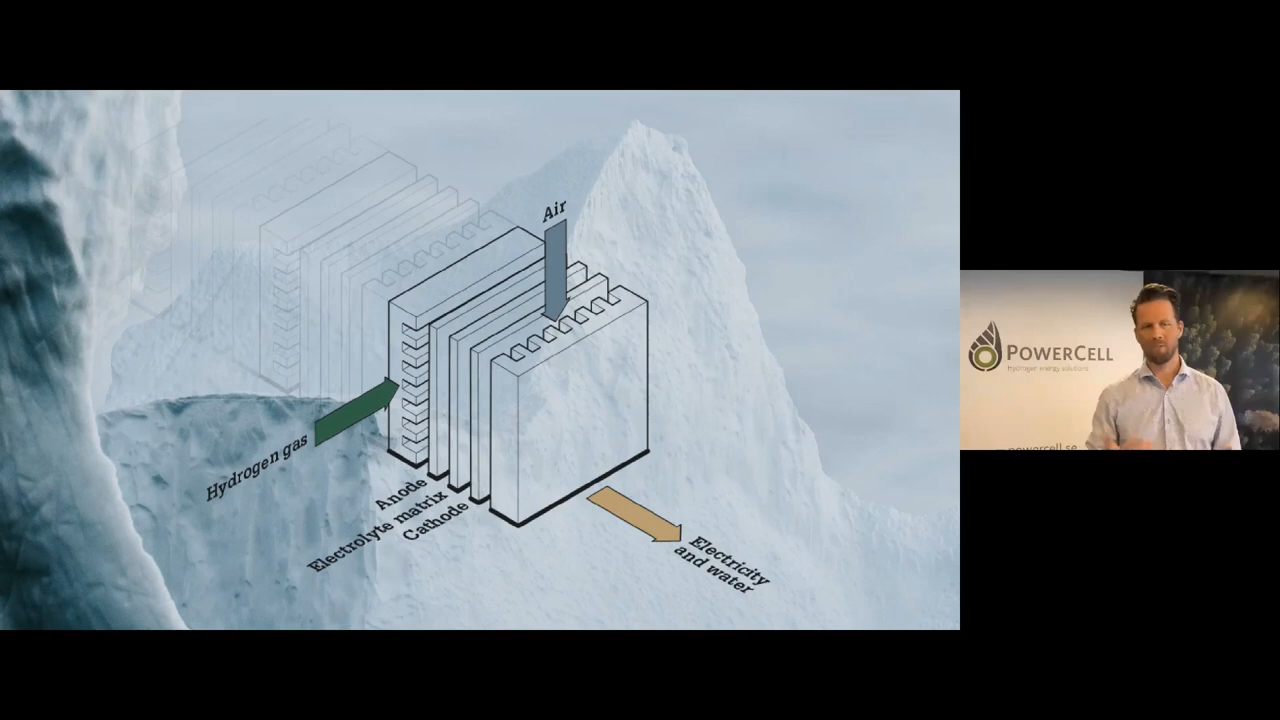 Air
Hydrogen gas
Anode
Electrolyte matrix
Cathode
Electricity
and water
POWERCELL
Hydrogen energy solutions
powercell.se